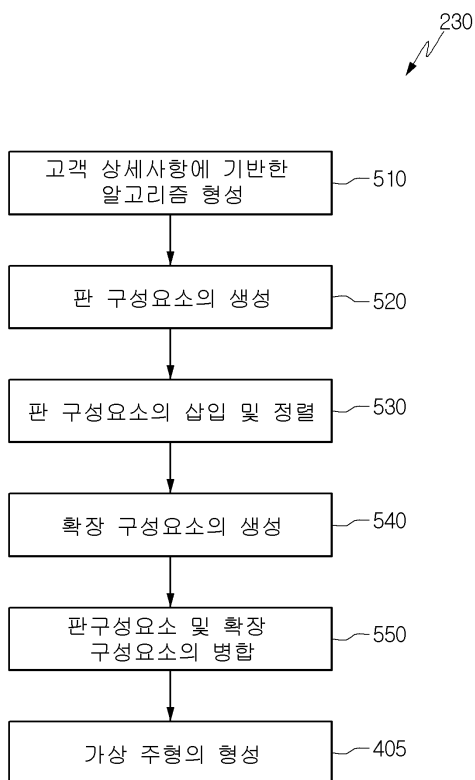 230
고객 상세사항에 기반한
알고리즘 형성
510
판 구성요소의 생성
520
판 구성요소의 삽입 및 정렬
530
확장 구성요소의 생성
540
판구성요소 및 확장
구성요소의 병합
550
가상 주형의 형성
405